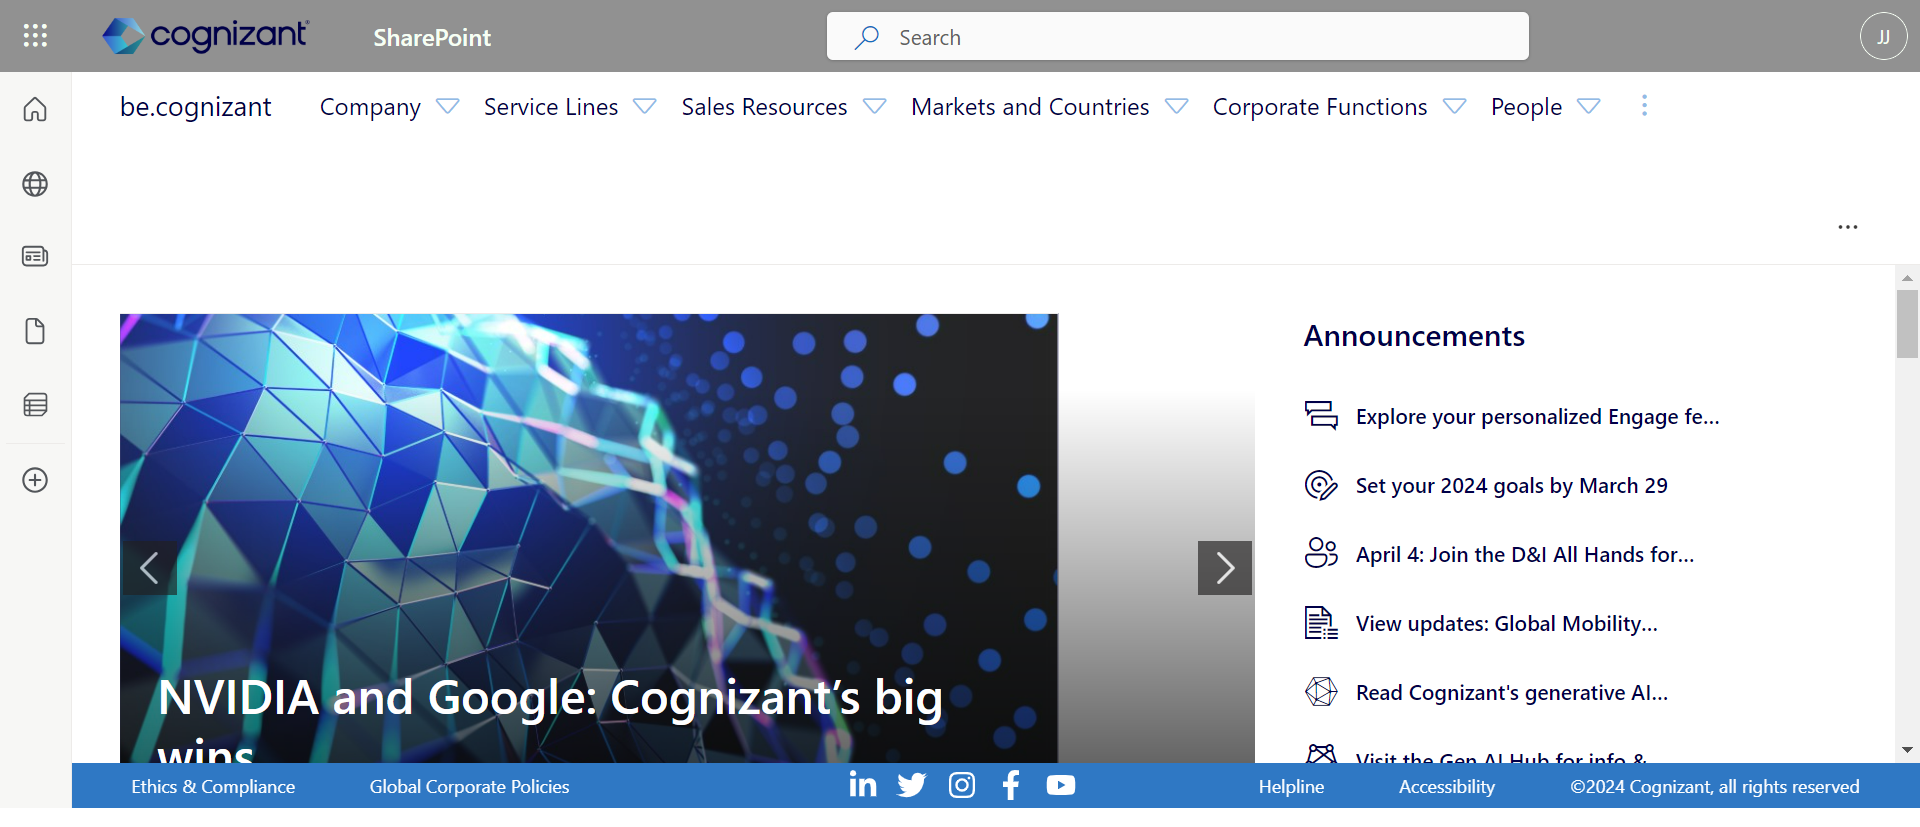 cognizant
SharePoint
Search
JJ
be.cognizant
Company
Service Lines
Sales Resources
Markets and Countries
Corporate Functions
People
Announcements
Explore your personalized Engage fe...
Set your 2024 goals by March 29
April 4: Join the D&I All Hands for...
View updates: Global Mobility...
Read Cognizant's generative AI...
Visit the Gen AI Hub for info &
NVIDIA and Google: Cognizant’s big
wins
Ethics & Compliance
Global Corporate Policies
Helpline
Accessibility
©2024 Cognizant, all rights reserved